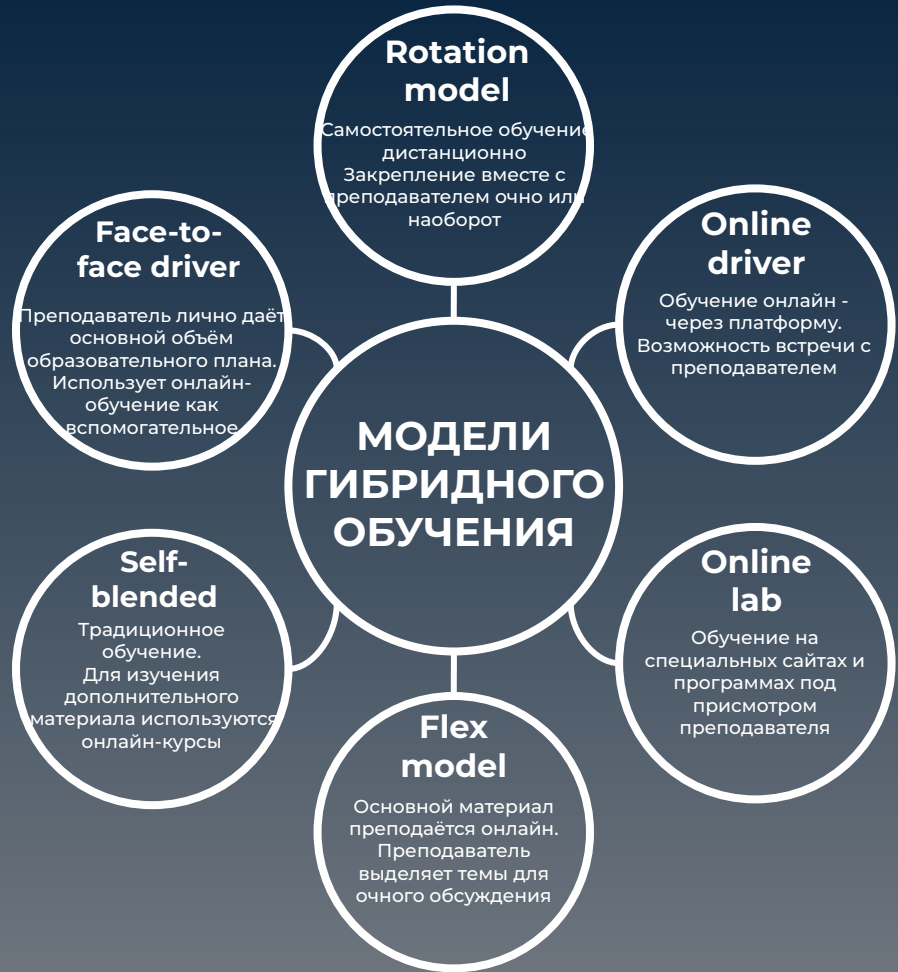 Rotation
model
Самостоятельное обучение
дистанционно
Закрепление вместе с
преподавателем очно или
наоборот
Face-to-
face driver
Преподаватель лично даёт
основной объём
образовательного плана.
Использует онлайн-
обучение как
вспомогательное
Online
driver
Обучение онлайн -
через платформу.
Возможность встречи с
преподавателем
МОДЕЛИ
ГИБРИДНОГО
ОБУЧЕНИЯ
Self-
blended
Традиционное
обучение.
Для изучения
дополнительного
материала используются
онлайн-курсы
Online
lab
Обучение на
специальных сайтах и
программах под
присмотром
преподавателя
Flex
model
Основной материал
преподаётся онлайн.
Преподаватель
выделяет темы для
очного обсуждения